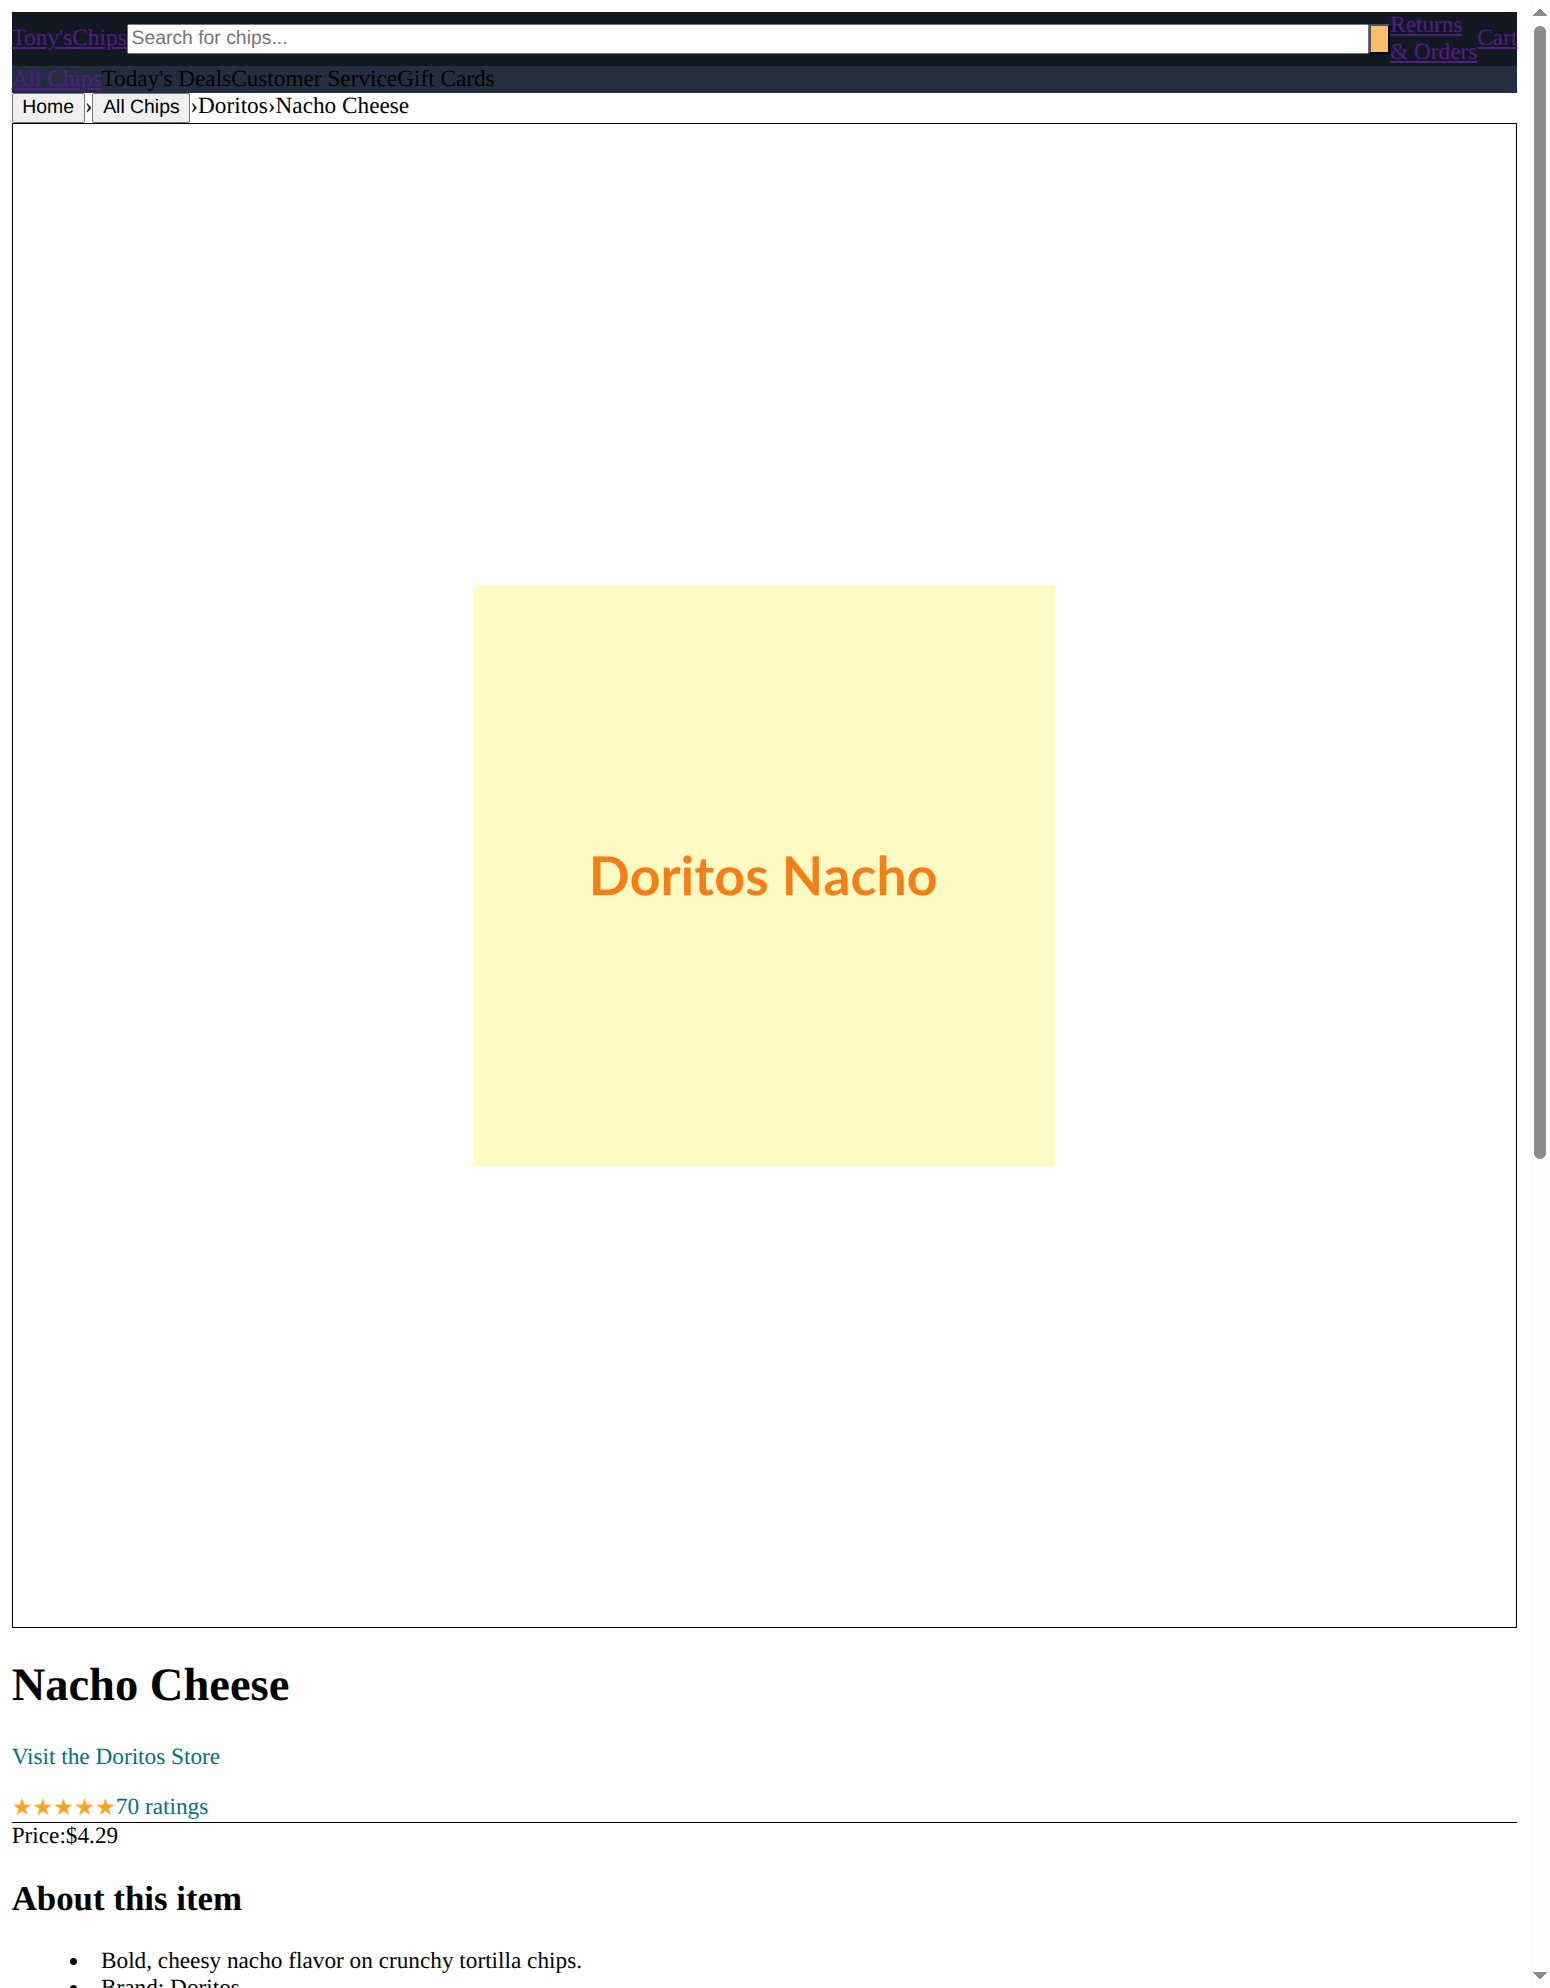 Tony'sChips Search for chips... Returns & Orders Cart
All Chips Today's Deals Customer Service Gift Cards
Home › All Chips › Doritos › Nacho Cheese
Doritos Nacho
Nacho Cheese
Visit the Doritos Store
★★★★★70 ratings
Price:$4.29
About this item
• Bold, cheesy nacho flavor on crunchy tortilla chips.
• Brand: Doritos